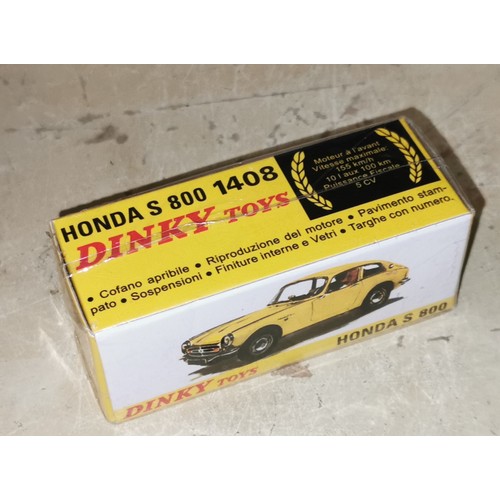 HONDA S 800 1408
DINKY TOYS
Moteur à l'avant
Vitesse maximale:
155 km/h
10 l aux 100 km
Puissance Fiscale
5 CV
• Cofano apribile • Riproduzione del motore • Pavimento stam-
pato • Sospensioni • Finiture interne e Vetri • Targhe con numero.
HONDA S 800
DINKY TOYS